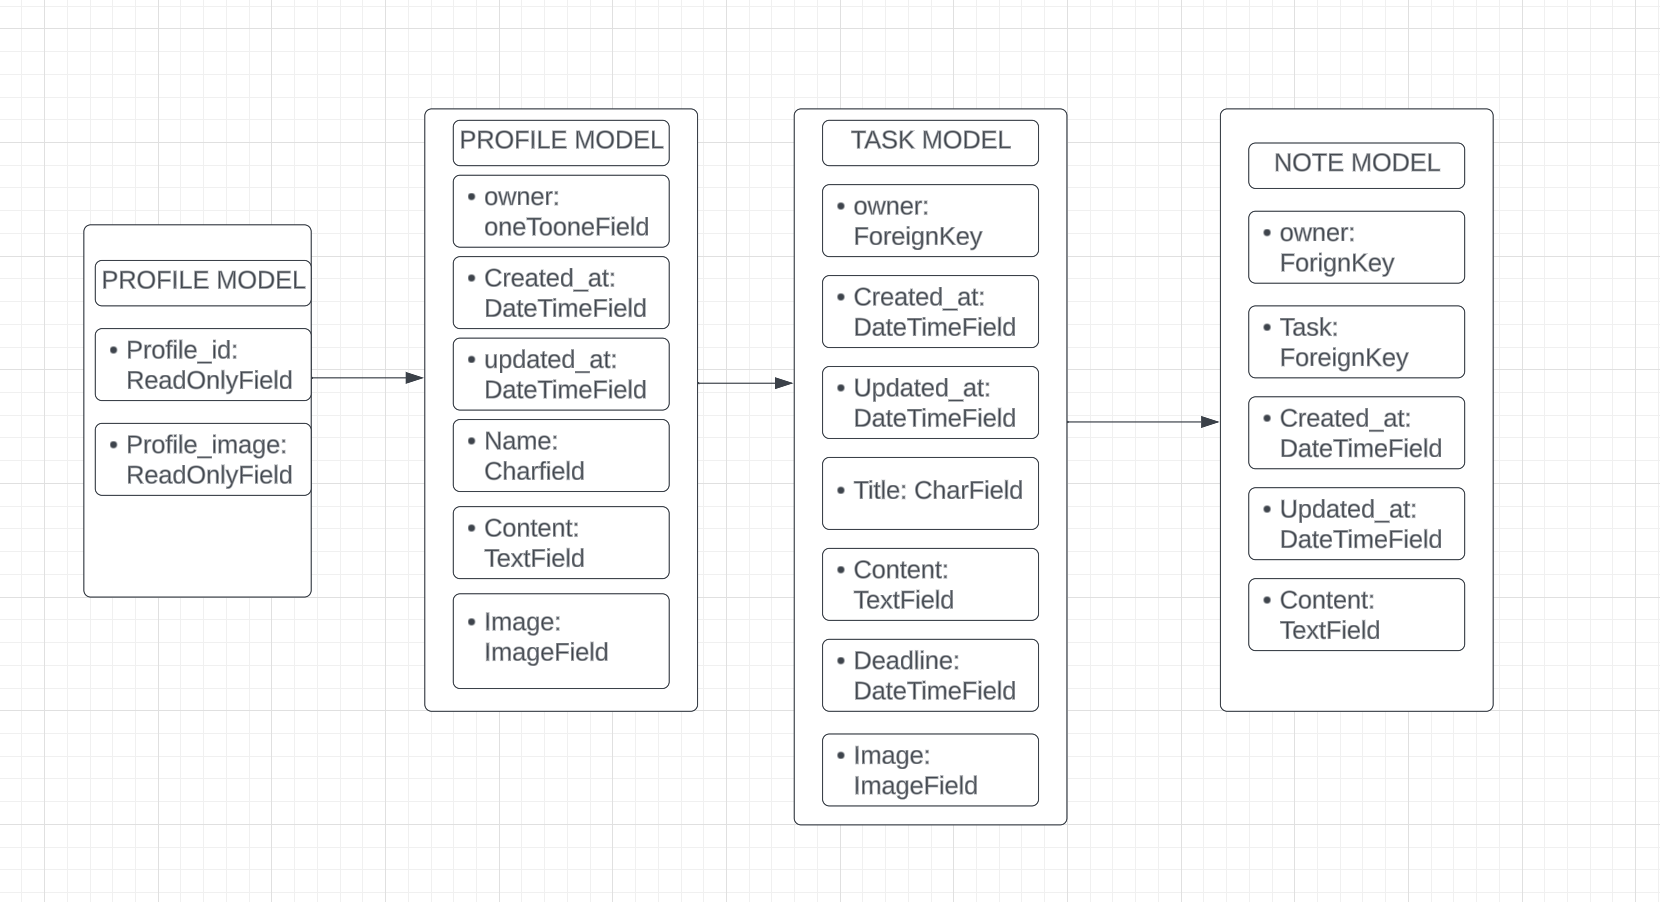 PROFILE MODEL
• Profile_id:
ReadOnlyField
• Profile_image:
ReadOnlyField
PROFILE MODEL
• owner:
oneTooneField
• Created_at:
DateTimeField
• updated_at:
DateTimeField
• Name:
Charfield
• Content:
TextField
• Image:
ImageField
TASK MODEL
• owner:
ForeignKey
• Created_at:
DateTimeField
• Updated_at:
DateTimeField
• Title: CharField
• Content:
TextField
• Deadline:
DateTimeField
• Image:
ImageField
NOTE MODEL
• owner:
ForignKey
• Task:
ForeignKey
• Created_at:
DateTimeField
• Updated_at:
DateTimeField
• Content:
TextField